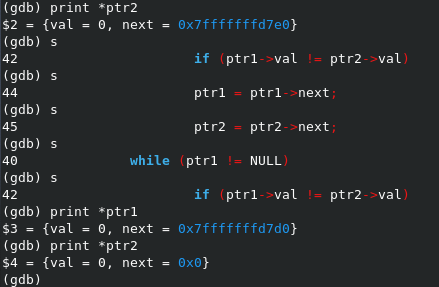 (gdb) print *ptr2
$2 = {val = 0, next = 0x7fffffffd7e0}
(gdb) s
42                      if (ptr1->val != ptr2->val)
(gdb) s
44                      ptr1 = ptr1->next;
(gdb) s
45                      ptr2 = ptr2->next;
(gdb) s
40              while (ptr1 != NULL)
(gdb) s
42                      if (ptr1->val != ptr2->val)
(gdb) print *ptr1
$3 = {val = 0, next = 0x7fffffffd7d0}
(gdb) print *ptr2
$4 = {val = 0, next = 0x0}
(gdb)